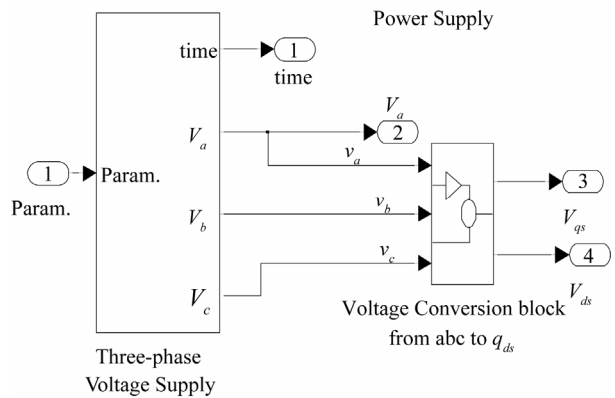 Power Supply
time
1
time
V_a
V_a
2
v_a
1
Param.
Param.
3
V_b
v_b
V_qs
4
v_c
V_c
V_ds
Voltage Conversion block
from abc to q_ds
Three-phase
Voltage Supply